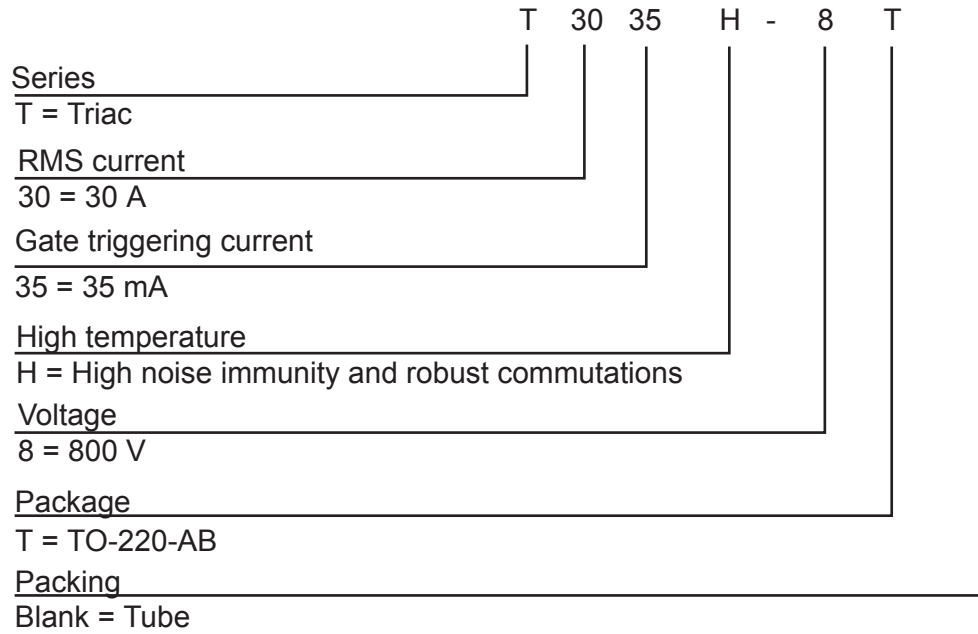 T 30 35 H - 8 T
Series
T = Triac
RMS current
30 = 30 A
Gate triggering current
35 = 35 mA
High temperature
H = High noise immunity and robust commutations
Voltage
8 = 800 V
Package
T = TO-220-AB
Packing
Blank = Tube